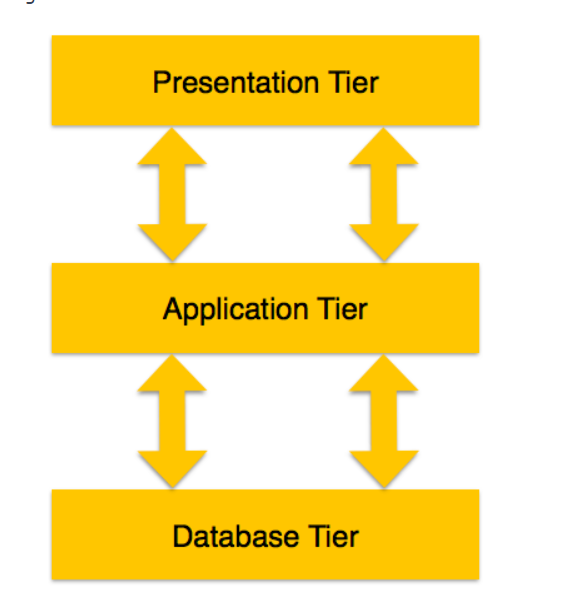 Presentation Tier
Application Tier
Database Tier